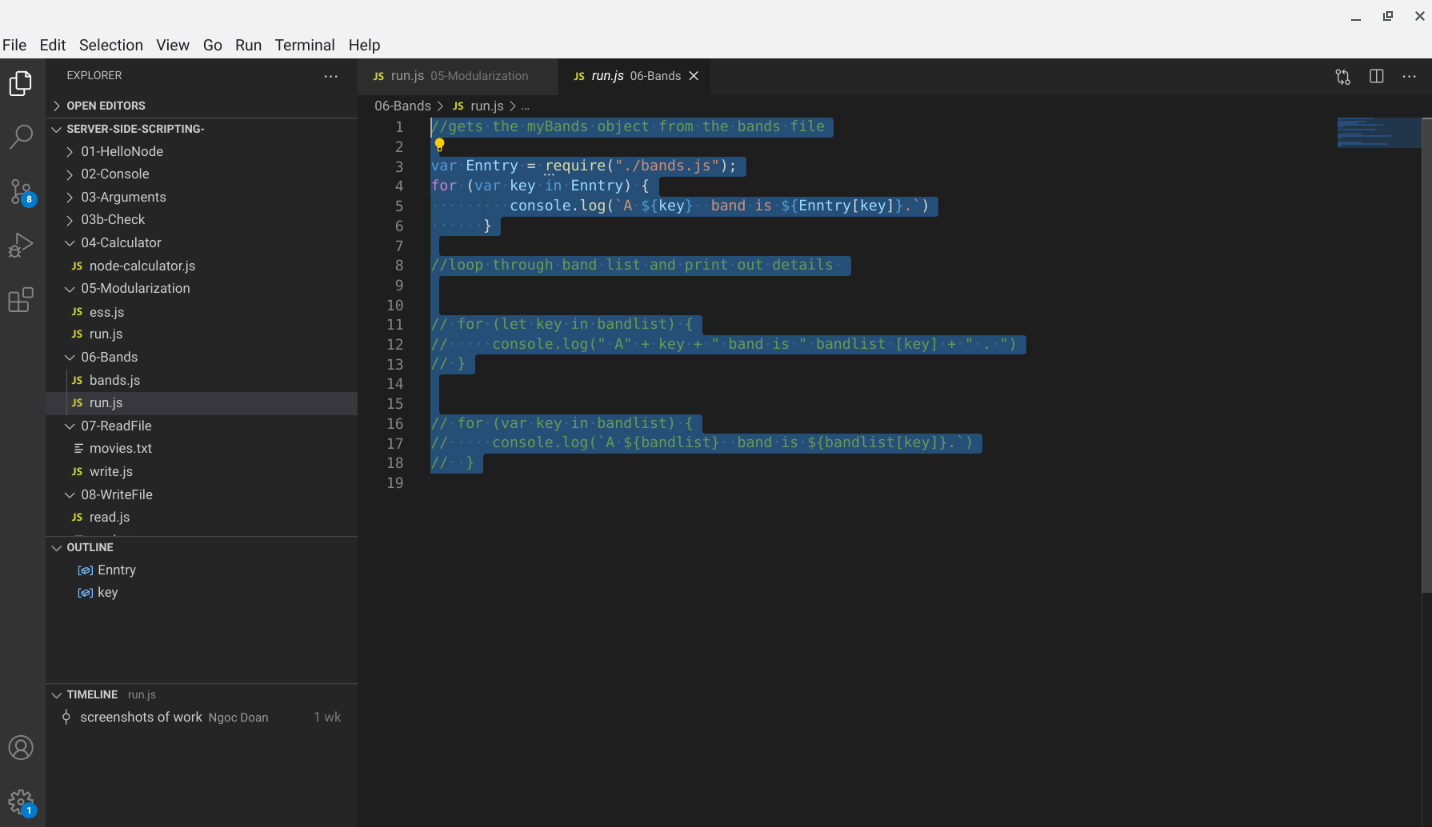 File Edit Selection View Go Run Terminal Help
EXPLORER
OPEN EDITORS
SERVER-SIDE-SCRIPTING-
01-HelloNode
02-Console
03-Arguments
03b-Check
04-Calculator
JS node-calculator.js
05-Modularization
JS ess.js
JS run.js
06-Bands
JS bands.js
JS run.js
07-ReadFile
movies.txt
JS write.js
08-WriteFile
JS read.js
OUTLINE
Enntry
key
TIMELINE run.js
screenshots of work Ngoc Doan 1 wk
8
1
JS run.js 05-Modularization
JS run.js 06-Bands
06-Bands > JS run.js > ...
1 //gets the myBands object from the bands file
2
3 var Enntry = require("./bands.js");
4 for (var key in Enntry) {
5 console.log(`A ${key}  band is ${Enntry[key]}.`)
6 }
7
8 //loop through band list and print out details
9
10
11 // for (let key in bandlist) {
12 //     console.log(" A" + key + " band is " bandlist [key] + " . ")
13 // }
14
15
16 // for (var key in bandlist) {
17 //     console.log(`A ${bandlist}  band is ${bandlist[key]}.`)
18 //  }
19